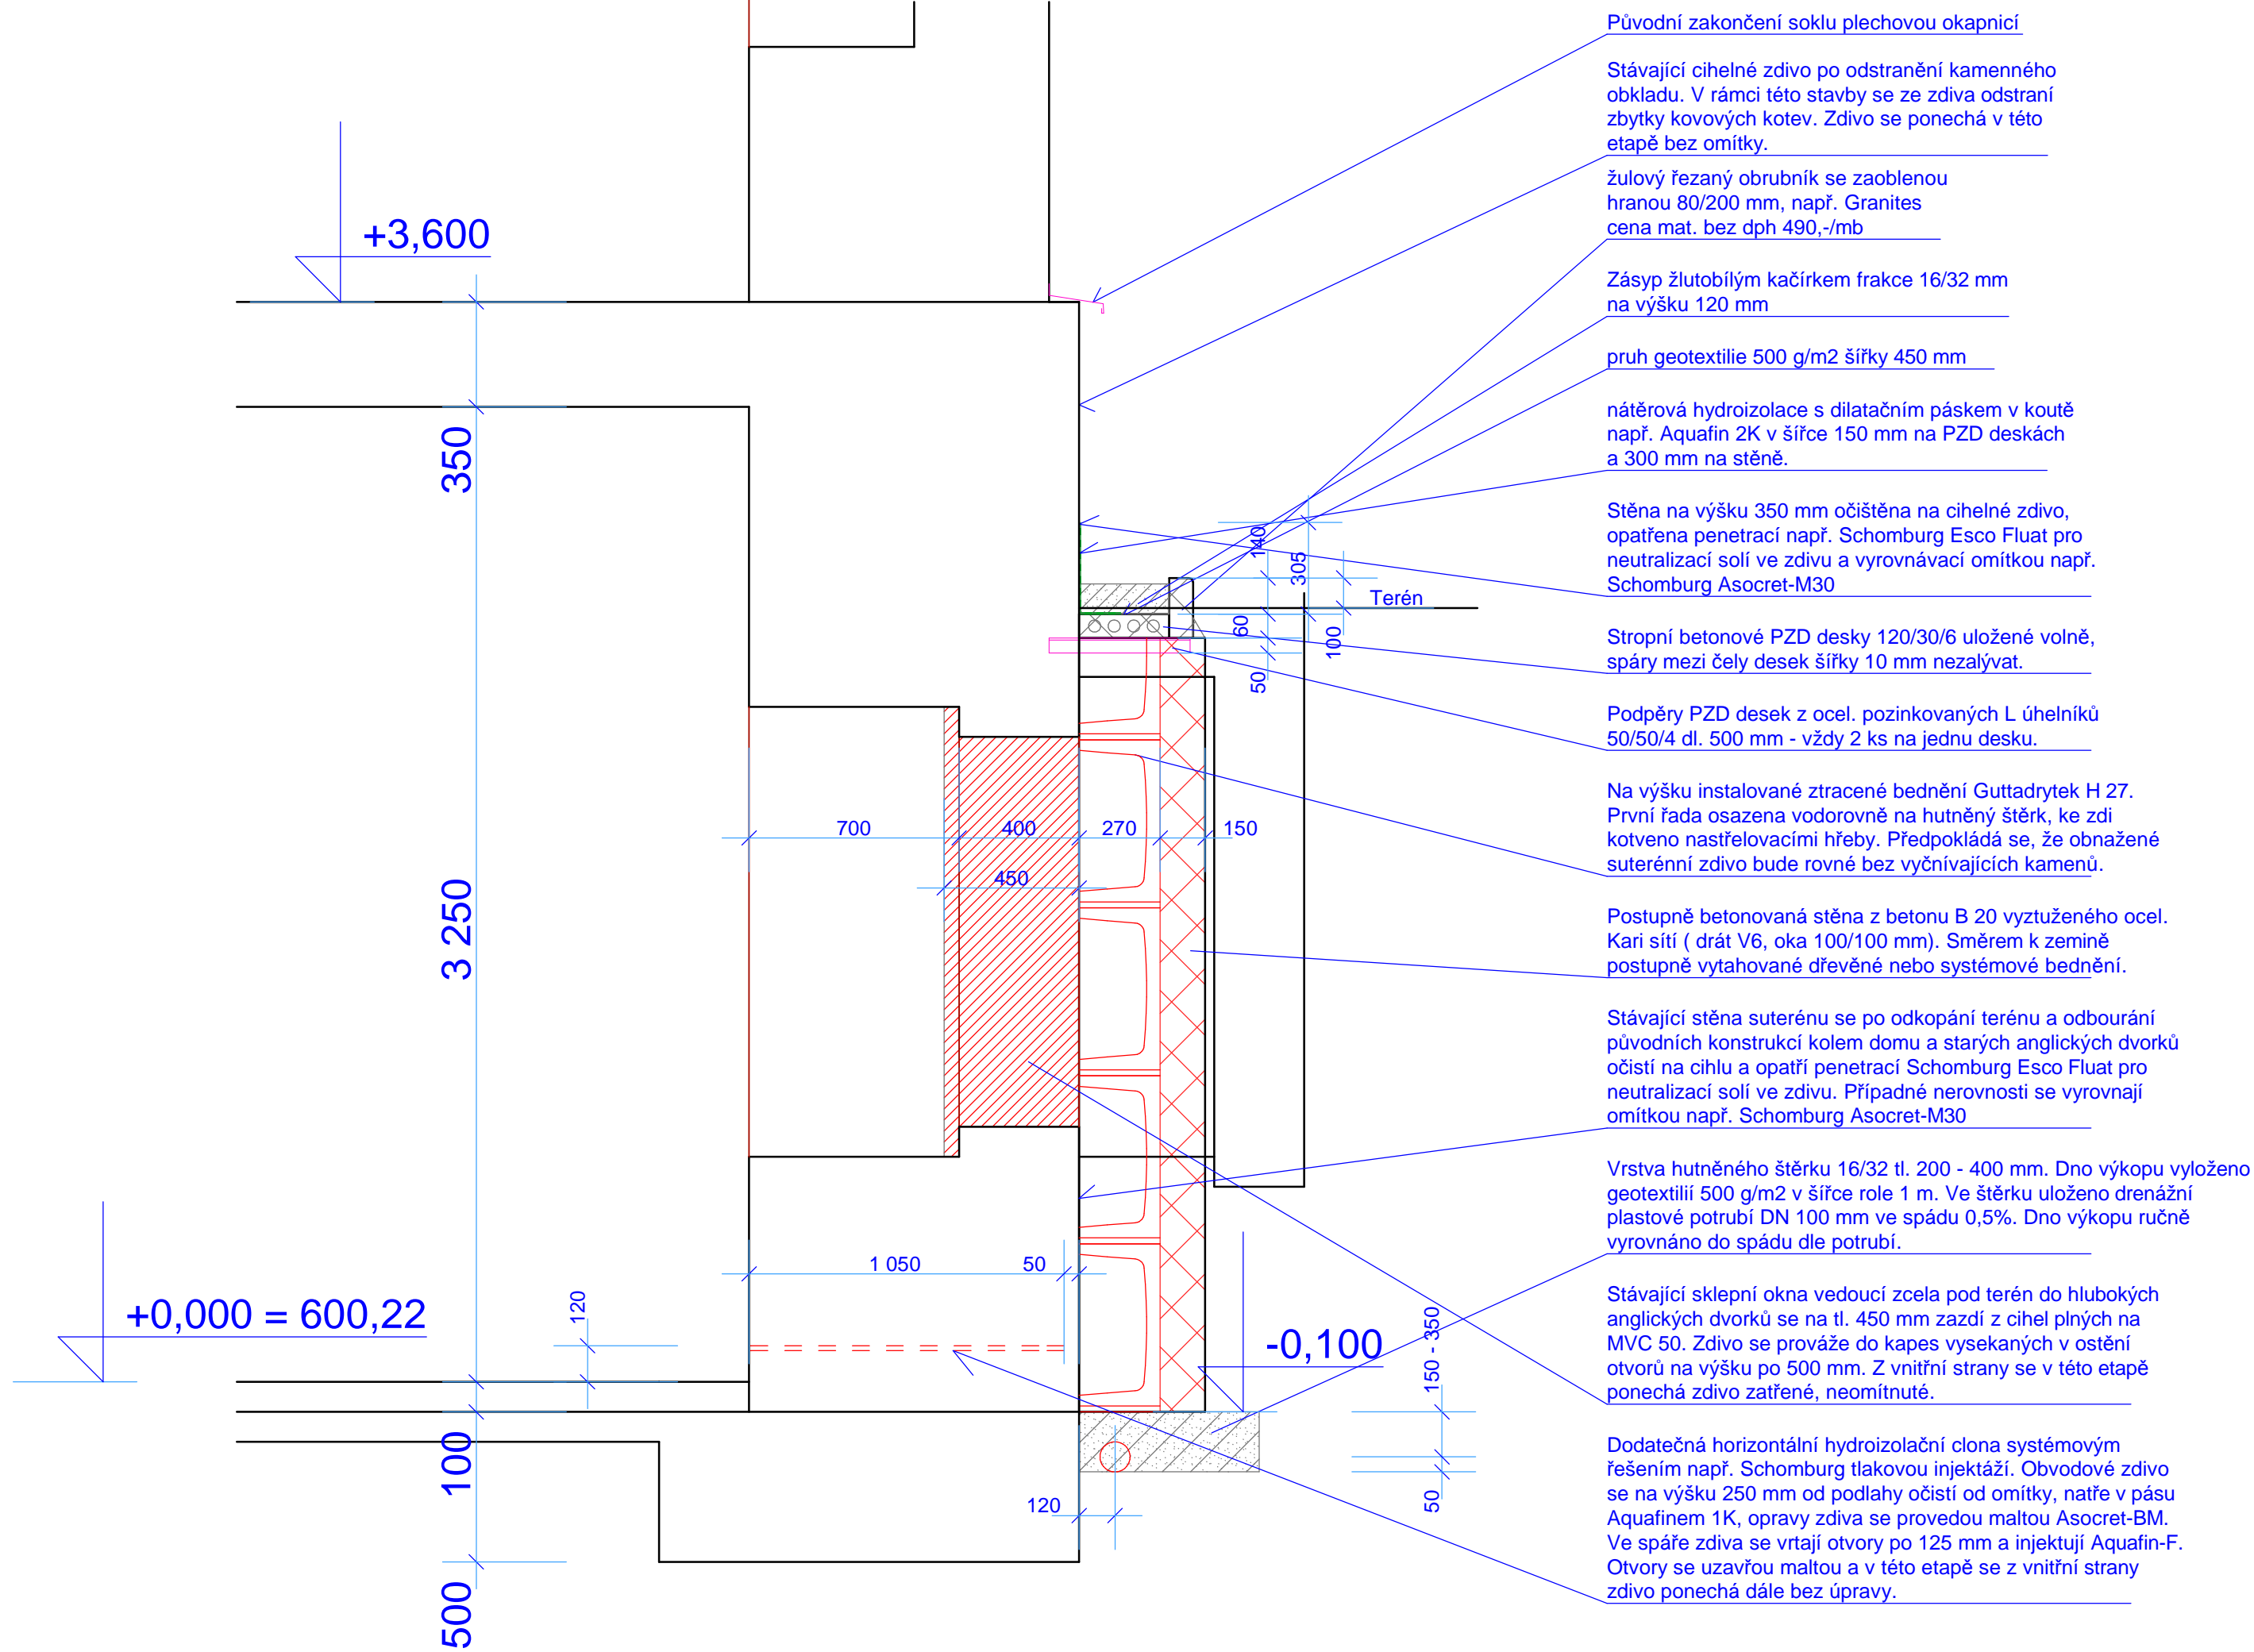 Původní zakončení soklu plechovou okapnicí
Stávající cihelné zdivo po odstranění kamenného
obkladu. V rámci této stavby se ze zdiva odstraní
zbytky kovových kotev. Zdivo se ponechá v této
etapě bez omítky.
žulový řezaný obrubník se zaoblenou
hranou 80/200 mm, např. Granites
cena mat. bez dph 490,-/mb
Zásyp žlutobílým kačírkem frakce 16/32 mm
na výšku 120 mm
pruh geotextilie 500 g/m2 šířky 450 mm
nátěrová hydroizolace s dilatačním páskem v koutě
např. Aquafin 2K v šířce 150 mm na PZD deskách
a 300 mm na stěně.
Stěna na výšku 350 mm očištěna na cihelné zdivo,
opatřena penetrací např. Schomburg Esco Fluat pro
neutralizací solí ve zdivu a vyrovnávací omítkou např.
Schomburg Asocret-M30
Stropní betonové PZD desky 120/30/6 uložené volně,
spáry mezi čely desek šířky 10 mm nezalývat.
Podpěry PZD desek z ocel. pozinkovaných L úhelníků
50/50/4 dl. 500 mm - vždy 2 ks na jednu desku.
Na výšku instalované ztracené bednění Guttadrytek H 27.
První řada osazena vodorovně na hutněný štěrk, ke zdi
kotveno nastřelovacími hřeby. Předpokládá se, že obnažené
suterénní zdivo bude rovné bez vyčnívajících kamenů.
Postupně betonovaná stěna z betonu B 20 vyztuženého ocel.
Kari sítí ( drát V6, oka 100/100 mm). Směrem k zemině
postupně vytahované dřevěné nebo systémové bednění.
Stávající stěna suterénu se po odkopání terénu a odbourání
původních konstrukcí kolem domu a starých anglických dvorků
očistí na cihlu a opatří penetrací Schomburg Esco Fluat pro
neutralizací solí ve zdivu. Případné nerovnosti se vyrovnají
omítkou např. Schomburg Asocret-M30
Vrstva hutněného štěrku 16/32 tl. 200 - 400 mm. Dno výkopu vyloženo
geotextilií 500 g/m2 v šířce role 1 m. Ve štěrku uloženo drenážní
plastové potrubí DN 100 mm ve spádu 0,5%. Dno výkopu ručně
vyrovnáno do spádu dle potrubí.
Stávající sklepní okna vedoucí zcela pod terén do hlubokých
anglických dvorků se na tl. 450 mm zazdí z cihel plných na
MVC 50. Zdivo se prováže do kapes vysekaných v ostění
otvorů na výšku po 500 mm. Z vnitřní strany se v této etapě
ponechá zdivo zatřené, neomítnuté.
Dodatečná horizontální hydroizolační clona systémovým
řešením např. Schomburg tlakovou injektáží. Obvodové zdivo
se na výšku 250 mm od podlahy očistí od omítky, natře v pásu
Aquafinem 1K, opravy zdiva se provedou maltou Asocret-BM.
Ve spáře zdiva se vrtají otvory po 125 mm a injektují Aquafin-F.
Otvory se uzavřou maltou a v této etapě se z vnitřní strany
zdivo ponechá dále bez úpravy.
+3,600
350
3 250
100
500
+0,000 = 600,22
120
700
400
270
150
450
1 050
50
120
-0,100
150 - 350
50
140
305
60
100
50
Terén